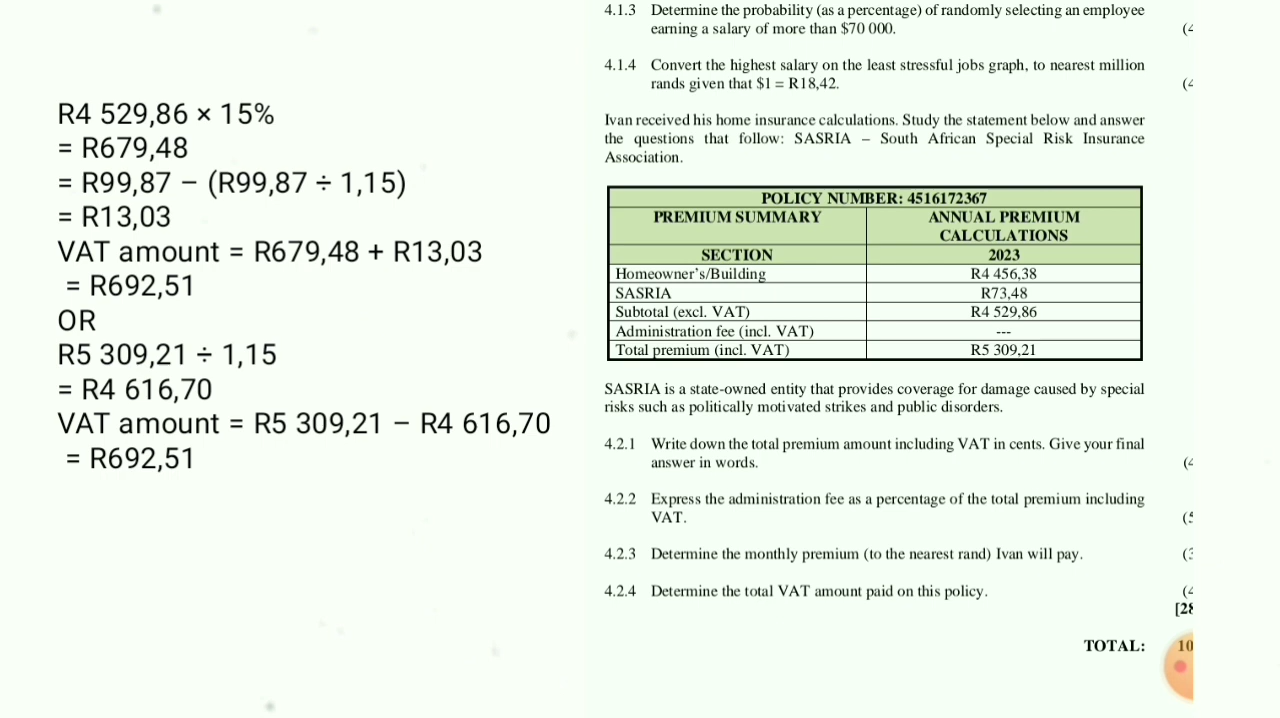 R4 529,86 × 15%
= R679,48
= R99,87 – (R99,87 ÷ 1,15)
= R13,03
VAT amount = R679,48 + R13,03
= R692,51
OR
R5 309,21 ÷ 1,15
= R4 616,70
VAT amount = R5 309,21 – R4 616,70
= R692,51
4.1.3 Determine the probability (as a percentage) of randomly selecting an employee
earning a salary of more than $70 000.
4.1.4 Convert the highest salary on the least stressful jobs graph, to nearest million
rands given that $1 = R18,42.
Ivan received his home insurance calculations. Study the statement below and answer
the questions that follow: SASRIA – South African Special Risk Insurance
Association.
POLICY NUMBER: 4516172367
PREMIUM SUMMARY ANNUAL PREMIUM
CALCULATIONS
SECTION 2023
Homeowner's/Building R4 456,38
SASRIA R73,48
Subtotal (excl. VAT) R4 529,86
Administration fee (incl. VAT) ---
Total premium (incl. VAT) R5 309,21
SASRIA is a state-owned entity that provides coverage for damage caused by special
risks such as politically motivated strikes and public disorders.
4.2.1 Write down the total premium amount including VAT in cents. Give your final
answer in words.
4.2.2 Express the administration fee as a percentage of the total premium including
VAT.
4.2.3 Determine the monthly premium (to the nearest rand) Ivan will pay.
4.2.4 Determine the total VAT amount paid on this policy.
[28
TOTAL: 10